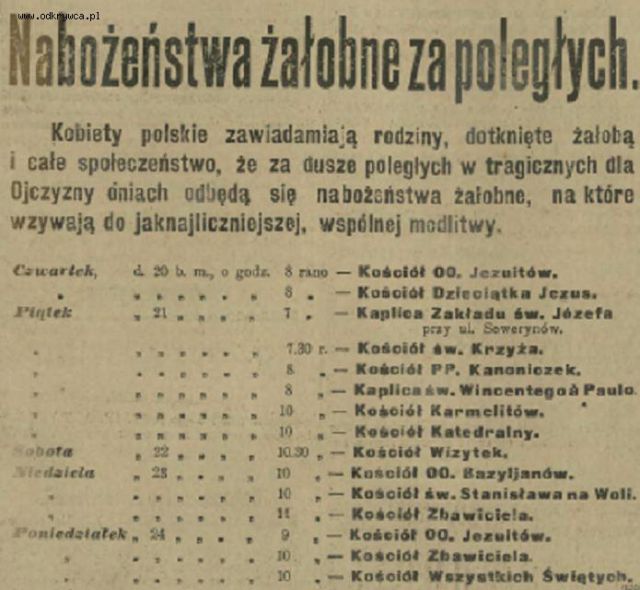 www.odkrywca.pl
Nabożeństwa żałobne za poległych.
Kobiety polskie zawiadamiają rodziny, dotknięte żałobą
i całe społeczeństwo, że za dusze poległych w tragicznych dla
Ojczyzny dniach odbędą się nabożeństwa żałobne, na które
wzywają do jaknajliczniejszej, wspólnej modlitwy.
Czwartek, d. 20 b. m., o godz. 8 rano — Kościół OO. Jezuitów.
„ „ „ „ „ „ 8 „ — Kościół Dzieciątka Jezus.
Piątek „ 21 „ „ „ „ 7 „ — Kaplica Zakładu św. Józefa
przy ul. Sewerynów.
„ „ „ „ „ „ 7.30 r. — Kościół św. Krzyża.
„ „ „ „ „ „ 8 „ — Kościół PP. Kanoniczek.
„ „ „ „ „ „ 8 „ — Kaplica św. Wincentego à Paulo.
„ „ „ „ „ „ 10 „ — Kościół Karmelitów.
„ „ „ „ „ „ 10 „ — Kościół Katedralny.
Sobota „ 22 „ „ „ „ 10.30 „ — Kościół Wizytek.
Niedziela „ 23 „ „ „ „ 10 „ — Kościół OO. Bazyljanów.
„ „ „ „ „ „ 10 „ — Kościół św. Stanisława na Woli.
„ „ „ „ „ „ 11 „ — Kościół Zbawiciela.
Poniedziałek „ 24 „ „ „ „ 9 „ — Kościół OO. Jezuitów.
„ „ „ „ „ „ 10 „ — Kościół Zbawiciela.
„ „ „ „ „ „ 10 „ — Kościół Wszystkich Świętych.